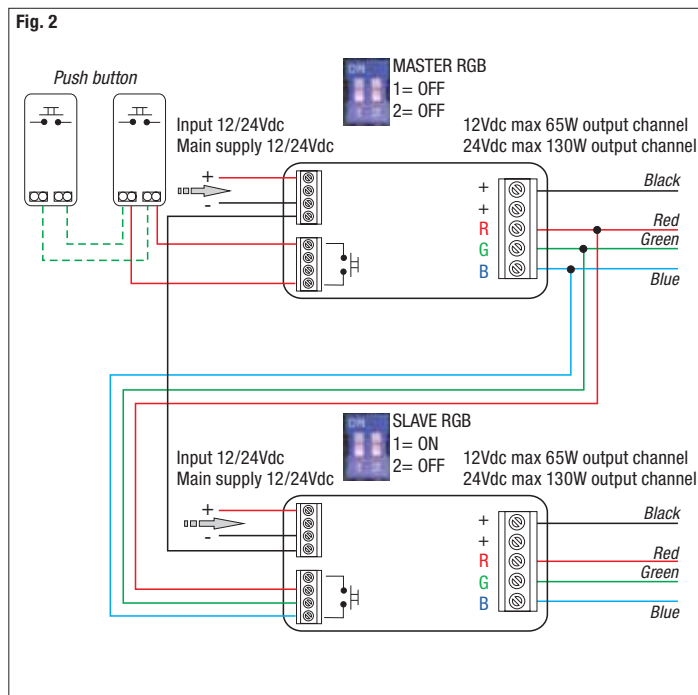 Fig. 2
Push button
MASTER RGB
1= OFF
2= OFF
Input 12/24Vdc
Main supply 12/24Vdc
12Vdc max 65W output channel
24Vdc max 130W output channel
+
-
+
+
R
G
B
Black
Red
Green
Blue
SLAVE RGB
1= ON
2= OFF
Input 12/24Vdc
Main supply 12/24Vdc
12Vdc max 65W output channel
24Vdc max 130W output channel
+
-
+
+
R
G
B
Black
Red
Green
Blue